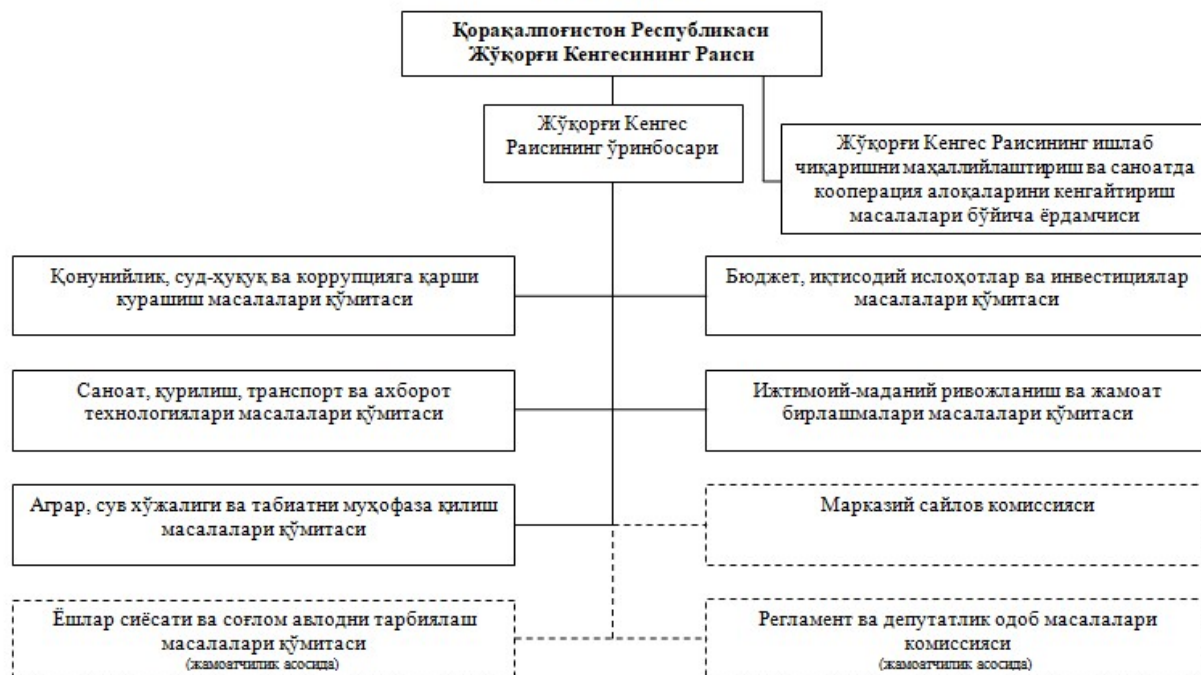 Қорақалпоғистон Республикаси
Жўқорғи Кенгесининг Раиси
Жўқорғи Кенгес
Раисининг ўринбосари
Жўқорғи Кенгес Раисининг ишлаб
чиқаришни маҳаллийлаштириш ва саноатда
кооперация алоқаларини кенгайтириш
масалалари бўйича ёрдамчиси
Қонунийлик, суд-ҳуқуқ ва коррупцияга қарши
курашиш масалалари қўмитаси
Бюджет, иқтисодий ислоҳотлар ва инвестициялар
масалалари қўмитаси
Саноат, қурилиш, транспорт ва ахборот
технологиялари масалалари қўмитаси
Ижтимоий-маданий ривожланиш ва жамоат
бирлашмалари масалалари қўмитаси
Аграр, сув хўжалиги ва табиатни муҳофаза қилиш
масалалари қўмитаси
Марказий сайлов комиссияси
Ёшлар сиёсати ва соғлом авлодни тарбиялаш
масалалари қўмитаси
(жамоатчилик асосида)
Регламент ва депутатлик одоб масалалари
комиссияси
(жамоатчилик асосида)